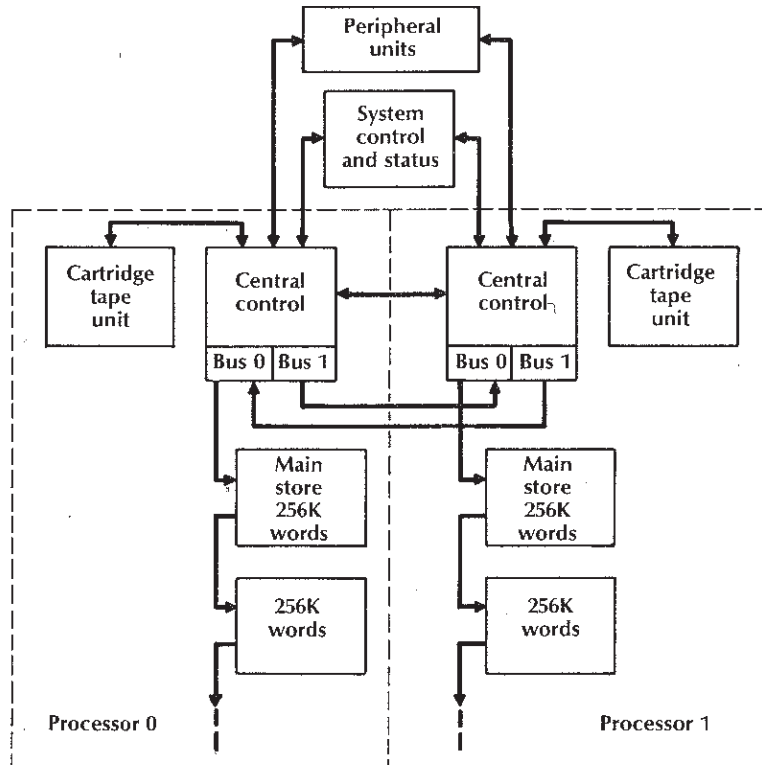 Peripheral
units
System
control
and status
Cartridge
tape
unit
Central
control
Bus 0
Bus 1
Central
control
Bus 0
Bus 1
Cartridge
tape
unit
Main
store
256K
words
Main
store
256K
words
256K
words
256K
words
Processor 0
Processor 1